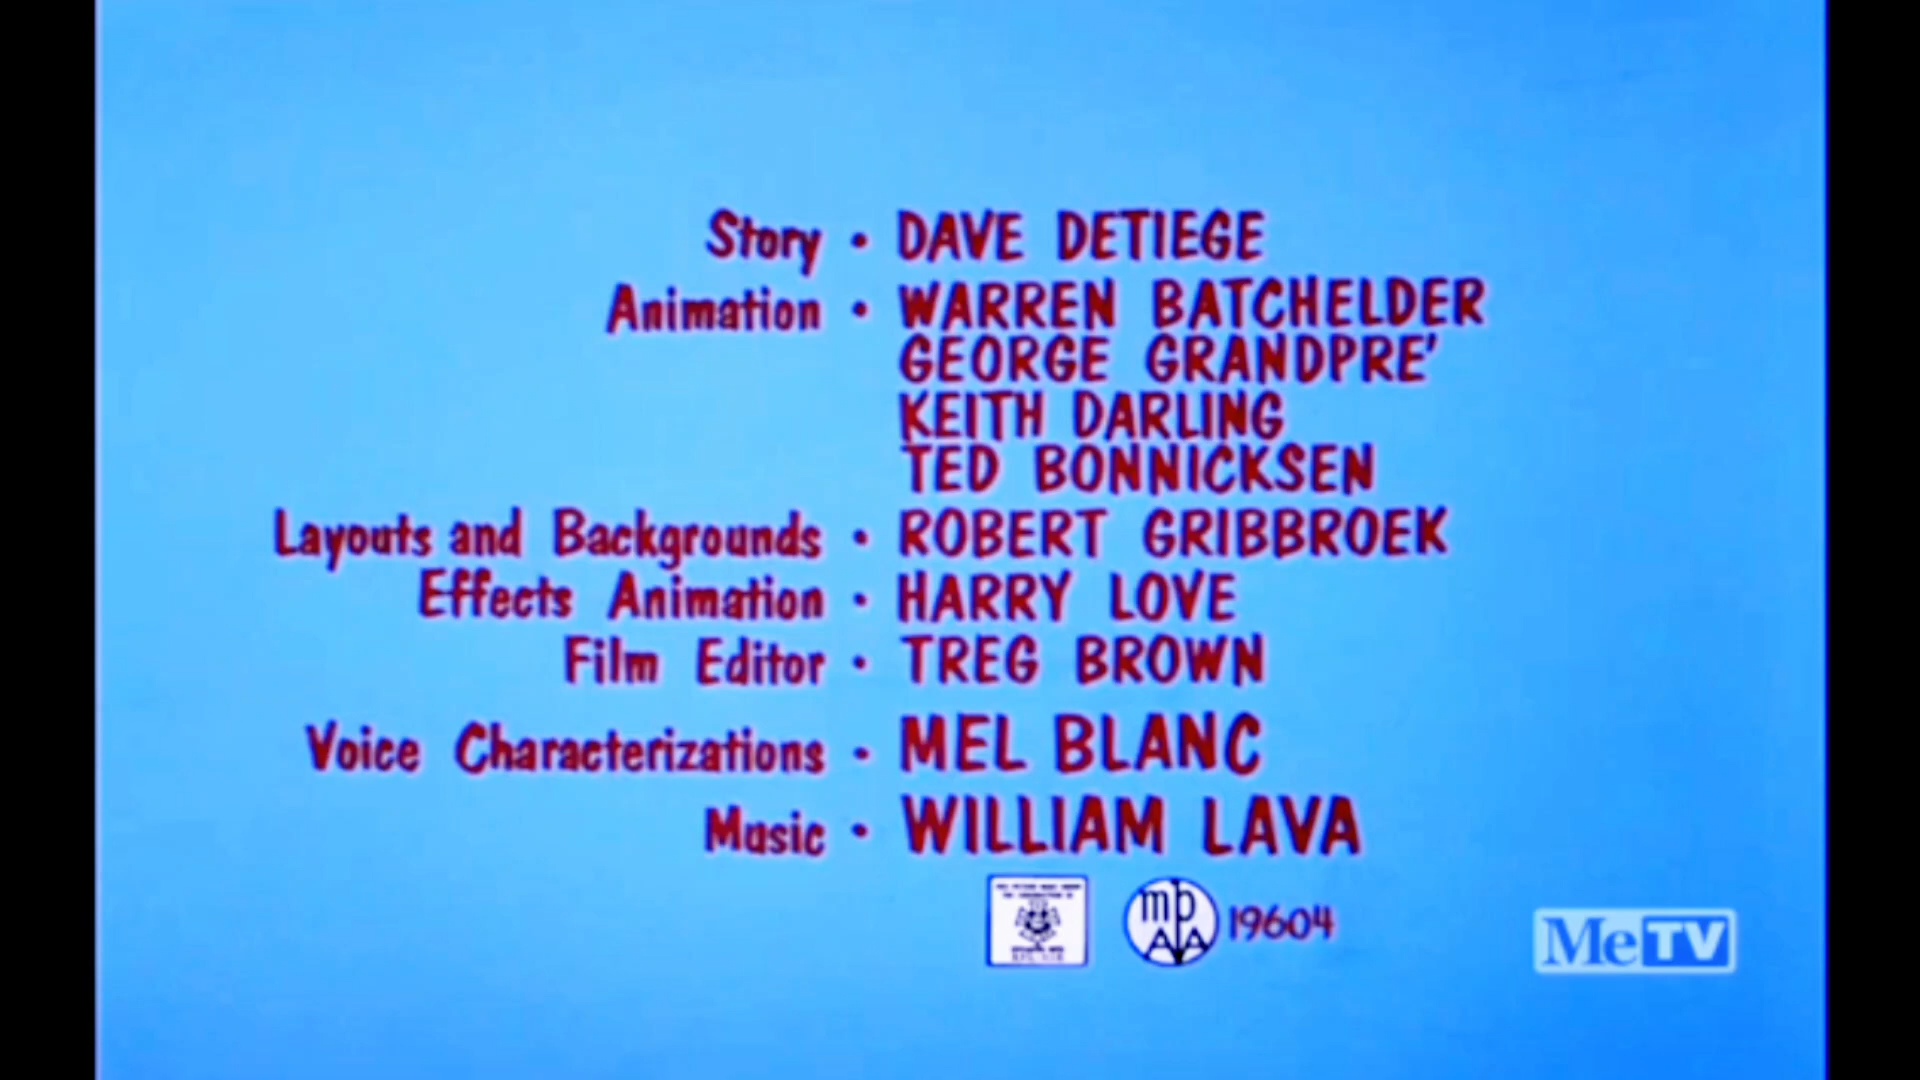 Story • DAVE DETIEGE
Animation • WARREN BATCHELDER
GEORGE GRANDPRE'
KEITH DARLING
TED BONNICKSEN
Layouts and Backgrounds • ROBERT GRIBBROEK
Effects Animation • HARRY LOVE
Film Editor • TREG BROWN
Voice Characterizations • MEL BLANC
Music • WILLIAM LAVA
mpAA 19604
MeTV